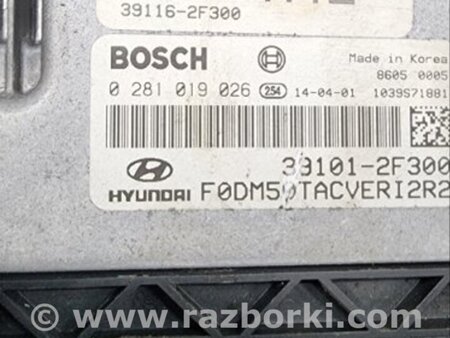 39116-2F300
BOSCH
Made in Korea
8605 0005
0 281 019 026 254 14-04-01 1039S71881
39101-2F300
HYUNDAI F0DM50TACVERI2R2
© www.razborki.com